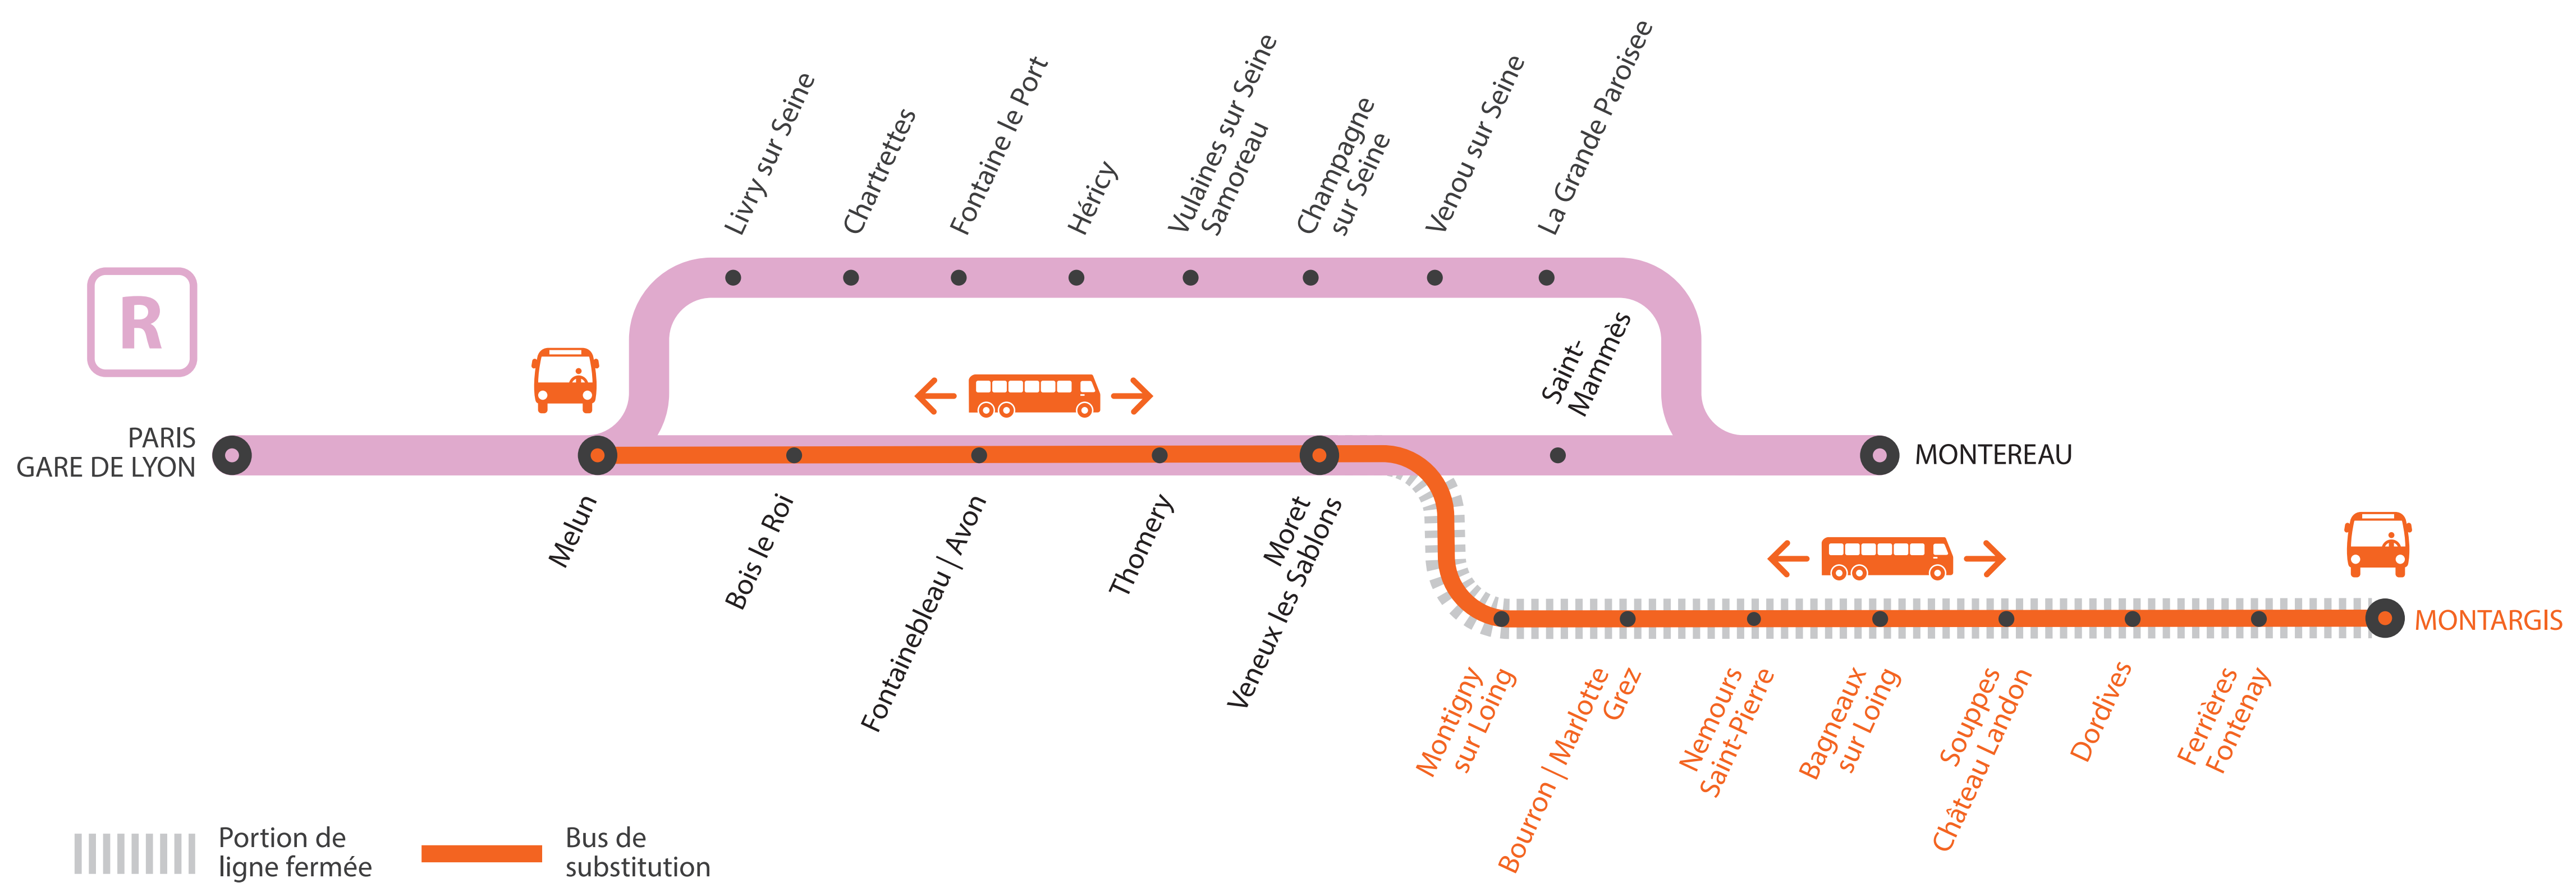 Livry sur Seine
Chartrettes
Fontaine le Port
Héricy
Vulaines sur Seine
Samoreau
Champagne
sur Seine
Venou sur Seine
La Grande Paroisee
R
Saint-
Mammès
PARIS
GARE DE LYON
MONTEREAU
Melun
Bois le Roi
Fontainebleau | Avon
Thomery
Moret
Veneux les Sablons
MONTARGIS
Montigny
sur Loing
Bourron | Marlotte
Grez
Nemours
Saint-Pierre
Bagneaux
sur Loing
Souppes
Château Landon
Dordives
Ferrières
Fontenay
Portion de
ligne fermée
Bus de
substitution